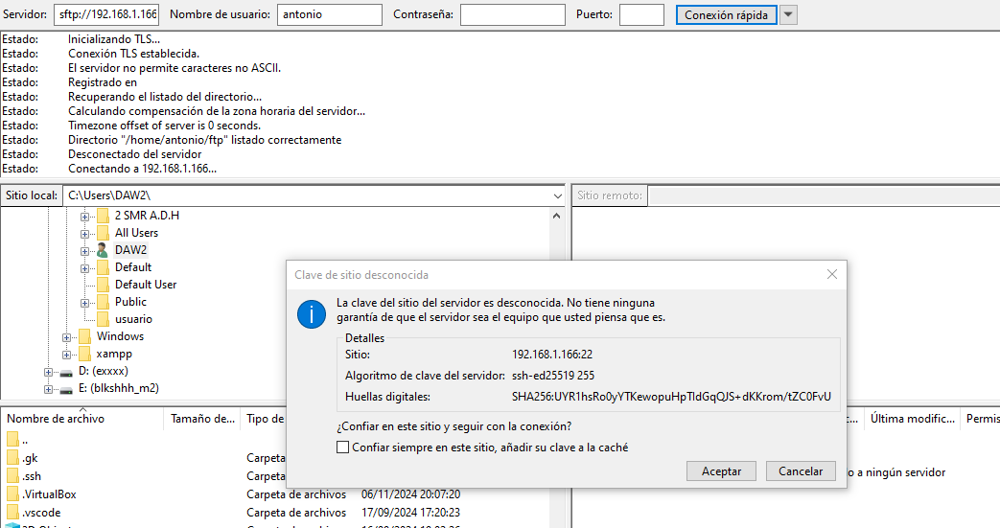 Servidor: sftp://192.168.1.166 Nombre de usuario: antonio Contraseña: Puerto: Conexión rápida
Estado: Inicializando TLS...
Estado: Conexión TLS establecida.
Estado: El servidor no permite caracteres no ASCII.
Estado: Registrado en
Estado: Recuperando el listado del directorio...
Estado: Calculando compensación de la zona horaria del servidor...
Estado: Timezone offset of server is 0 seconds.
Estado: Directorio "/home/antonio/ftp" listado correctamente
Estado: Desconectado del servidor
Estado: Conectando a 192.168.1.166...
Sitio local: C:\Users\DAW2\ Sitio remoto:
2 SMR A.D.H
All Users
DAW2
Default
Default User
Public
usuario
Windows
xampp
D: (exxxx)
E: (blkshhh_m2)
Clave de sitio desconocida
La clave del sitio del servidor es desconocida. No tiene ninguna
garantía de que el servidor sea el equipo que usted piensa que es.
Detalles
Sitio: 192.168.1.166:22
Algoritmo de clave del servidor: ssh-ed25519 255
Huellas digitales: SHA256:UYR1hsRo0yYTKewopuHpTldGqQJS+dKKrom/tZC0FvU
¿Confiar en este sitio y seguir con la conexión?
Confiar siempre en este sitio, añadir su clave a la caché
Aceptar Cancelar
Nombre de archivo Tamaño de... Tipo de c... Última modific... Permis
..
.gk Carpeta
.ssh Carpeta o a ningún servidor
.VirtualBox Carpeta de archivos 06/11/2024 20:07:20
.vscode Carpeta de archivos 17/09/2024 17:20:23